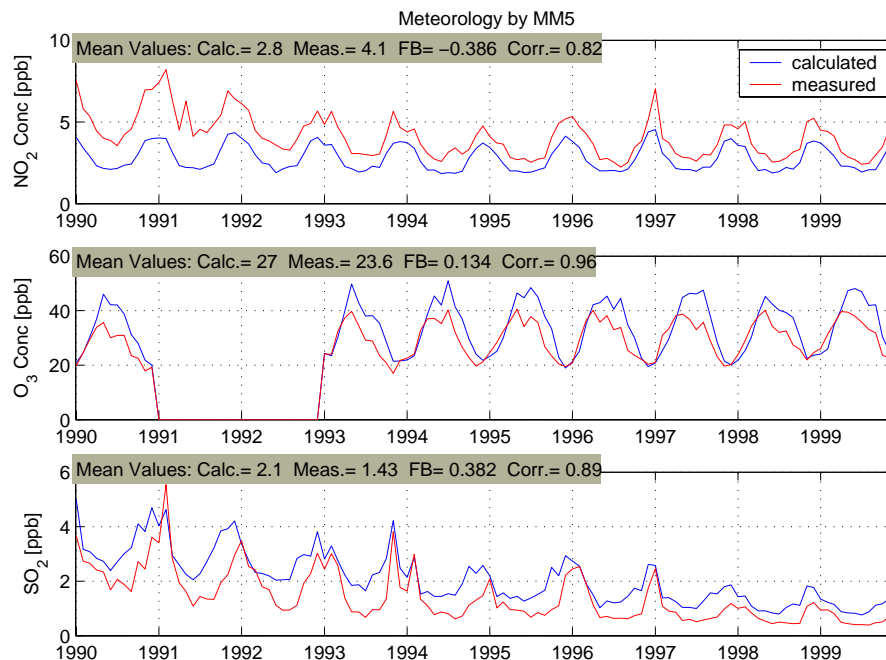 Meteorology by MM5
Mean Values: Calc.= 2.8 Meas.= 4.1 FB= −0.386 Corr.= 0.82
calculated
measured
NO2 Conc [ppb]
10
5
0
1990 1991 1992 1993 1994 1995 1996 1997 1998 1999
Mean Values: Calc.= 27 Meas.= 23.6 FB= 0.134 Corr.= 0.96
O3 Conc [ppb]
60
40
20
0
1990 1991 1992 1993 1994 1995 1996 1997 1998 1999
Mean Values: Calc.= 2.1 Meas.= 1.43 FB= 0.382 Corr.= 0.89
SO2 [ppb]
6
4
2
0
1990 1991 1992 1993 1994 1995 1996 1997 1998 1999